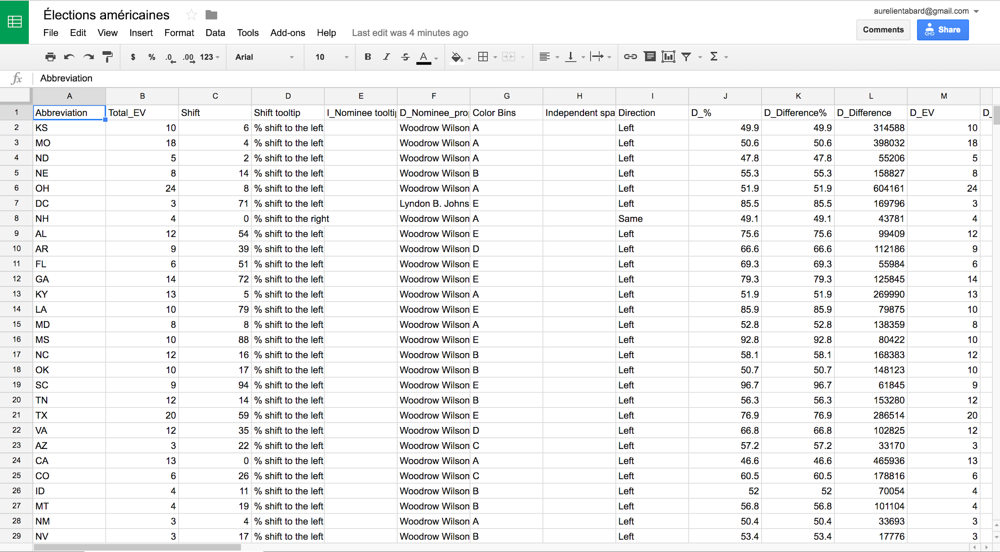 Élections américaines
aurelientabard@gmail.com
File Edit View Insert Format Data Tools Add-ons Help Last edit was 4 minutes ago
Comments Share
$ % .0 .00 123 Arial 10 B I S A Σ
fx Abbreviation
A B C D E F G H I J K L M
1 Abbreviation Total_EV Shift Shift tooltip I_Nominee toolti D_Nominee_pro Color Bins Independent spa Direction D_% D_Difference% D_Difference D_EV D_
2 KS 10 6 % shift to the left Woodrow Wilson A Left 49.9 49.9 314588 10
3 MO 18 4 % shift to the left Woodrow Wilson A Left 50.6 50.6 398032 18
4 ND 5 2 % shift to the left Woodrow Wilson A Left 47.8 47.8 55206 5
5 NE 8 14 % shift to the left Woodrow Wilson B Left 55.3 55.3 158827 8
6 OH 24 8 % shift to the left Woodrow Wilson A Left 51.9 51.9 604161 24
7 DC 3 71 % shift to the left Lyndon B. Johns E Left 85.5 85.5 169796 3
8 NH 4 0 % shift to the right Woodrow Wilson A Same 49.1 49.1 43781 4
9 AL 12 54 % shift to the left Woodrow Wilson E Left 75.6 75.6 99409 12
10 AR 9 39 % shift to the left Woodrow Wilson D Left 66.6 66.6 112186 9
11 FL 6 51 % shift to the left Woodrow Wilson E Left 69.3 69.3 55984 6
12 GA 14 72 % shift to the left Woodrow Wilson E Left 79.3 79.3 125845 14
13 KY 13 5 % shift to the left Woodrow Wilson A Left 51.9 51.9 269990 13
14 LA 10 79 % shift to the left Woodrow Wilson E Left 85.9 85.9 79875 10
15 MD 8 8 % shift to the left Woodrow Wilson A Left 52.8 52.8 138359 8
16 MS 10 88 % shift to the left Woodrow Wilson E Left 92.8 92.8 80422 10
17 NC 12 16 % shift to the left Woodrow Wilson B Left 58.1 58.1 168383 12
18 OK 10 17 % shift to the left Woodrow Wilson B Left 50.7 50.7 148123 10
19 SC 9 94 % shift to the left Woodrow Wilson E Left 96.7 96.7 61845 9
20 TN 12 14 % shift to the left Woodrow Wilson B Left 56.3 56.3 153280 12
21 TX 20 59 % shift to the left Woodrow Wilson E Left 76.9 76.9 286514 20
22 VA 12 35 % shift to the left Woodrow Wilson D Left 66.8 66.8 102825 12
23 AZ 3 22 % shift to the left Woodrow Wilson C Left 57.2 57.2 33170 3
24 CA 13 0 % shift to the left Woodrow Wilson A Left 46.6 46.6 465936 13
25 CO 6 26 % shift to the left Woodrow Wilson C Left 60.5 60.5 178816 6
26 ID 4 11 % shift to the left Woodrow Wilson B Left 52 52 70054 4
27 MT 4 19 % shift to the left Woodrow Wilson B Left 56.8 56.8 101104 4
28 NM 3 4 % shift to the left Woodrow Wilson A Left 50.4 50.4 33693 3
29 NV 3 17 % shift to the left Woodrow Wilson B Left 53.4 53.4 17776 3